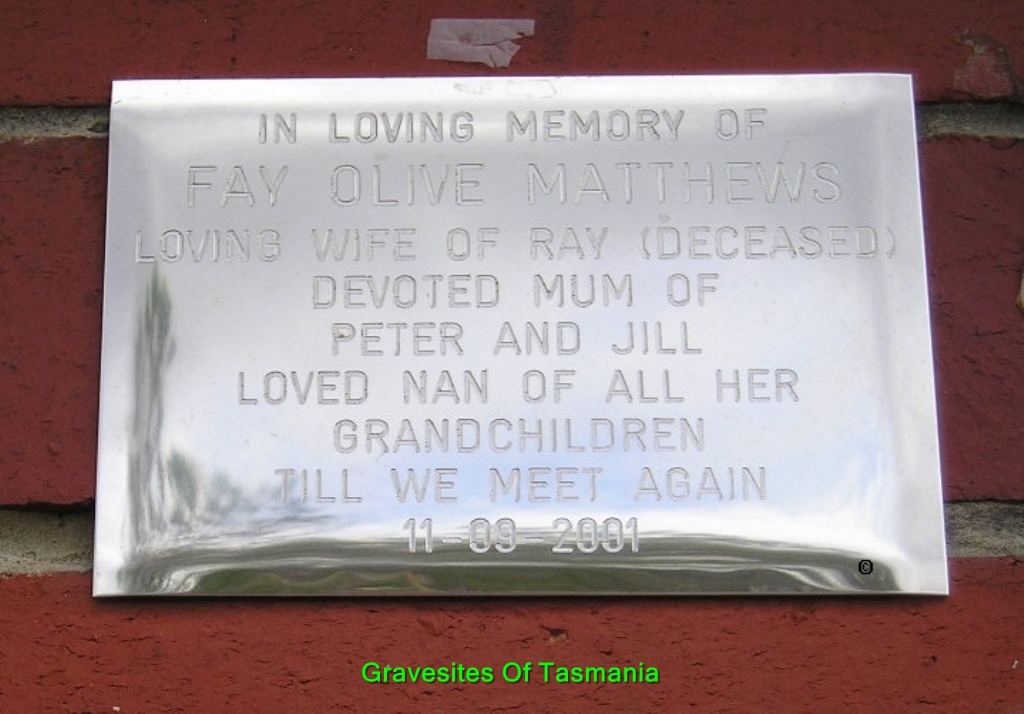 IN LOVING MEMORY OF
FAY OLIVE MATTHEWS
LOVING WIFE OF RAY (DECEASED)
DEVOTED MUM OF
PETER AND JILL
LOVED NAN OF ALL HER
GRANDCHILDREN
TILL WE MEET AGAIN
11-09-2001
©
Gravesites Of Tasmania